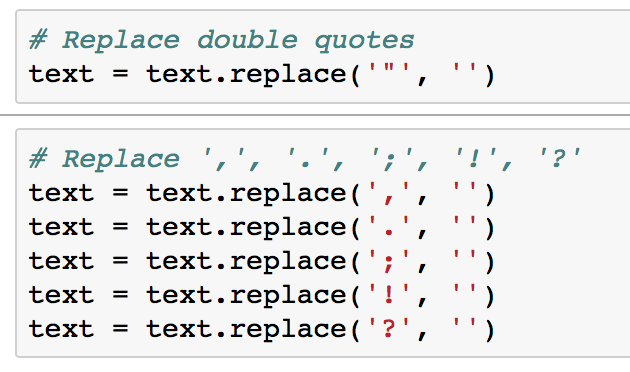 # Replace double quotes
text = text.replace('"', '')
# Replace ',', '.', ';', '!', '?'
text = text.replace(',', '')
text = text.replace('.', '')
text = text.replace(';', '')
text = text.replace('!', '')
text = text.replace('?', '')